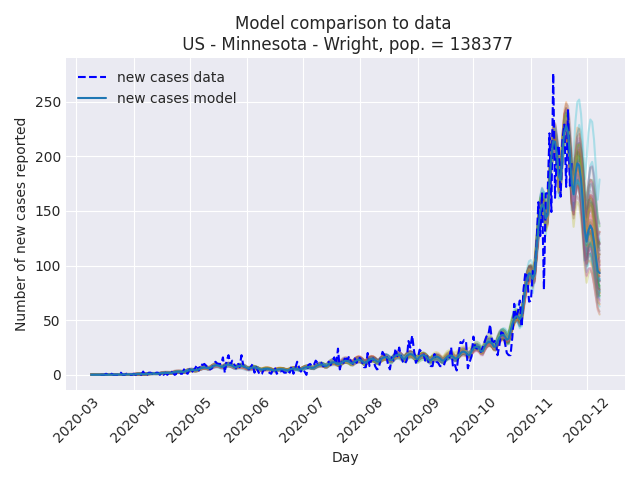 Model comparison to data
US - Minnesota - Wright, pop. = 138377
new cases data
new cases model
Number of new cases reported
250
200
150
100
50
0
2020-03
2020-04
2020-05
2020-06
2020-07
2020-08
2020-09
2020-10
2020-11
2020-12
Day